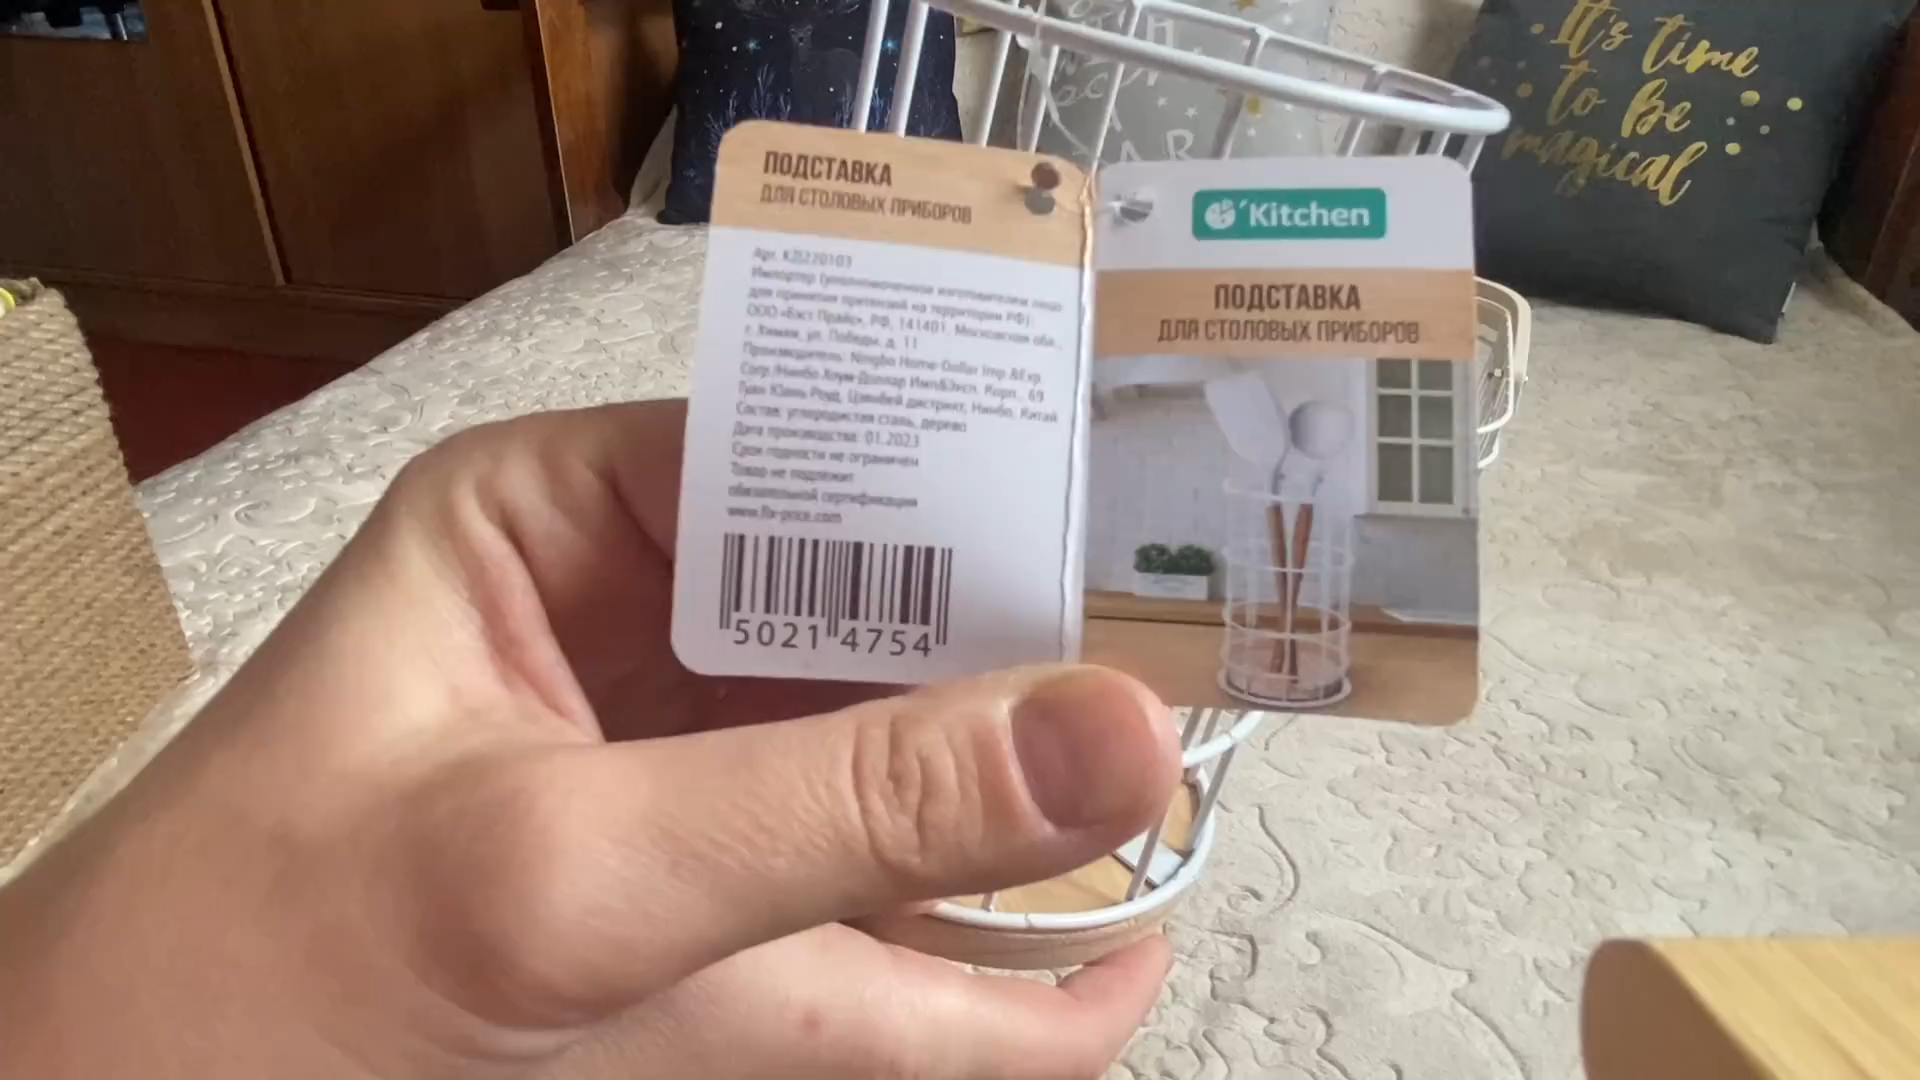 ПОДСТАВКА
ДЛЯ СТОЛОВЫХ ПРИБОРОВ
Арт. KZI220103
Импортер (уполномоченное изготовителем лицо
для принятия претензий на территории РФ):
ООО «Бэст Прайс», РФ, 141401, Московская обл.,
г. Химки, ул. Победы, д. 11
Производитель: Ningbo Home-Dollar Imp.&Exp.
Corp./Нинбо Хоум-Доллар Имп&Эксп. Корп., 69
Гуан Юань Роуд, Цзянбей дистрикт, Нинбо, Китай
Состав: углеродистая сталь, дерево
Дата производства: 01.2023
Срок годности не ограничен
Товар не подлежит
обязательной сертификации
www.fix-price.com
5021 4754
Kitchen
ПОДСТАВКА
ДЛЯ СТОЛОВЫХ ПРИБОРОВ
It's time
to Be
magical